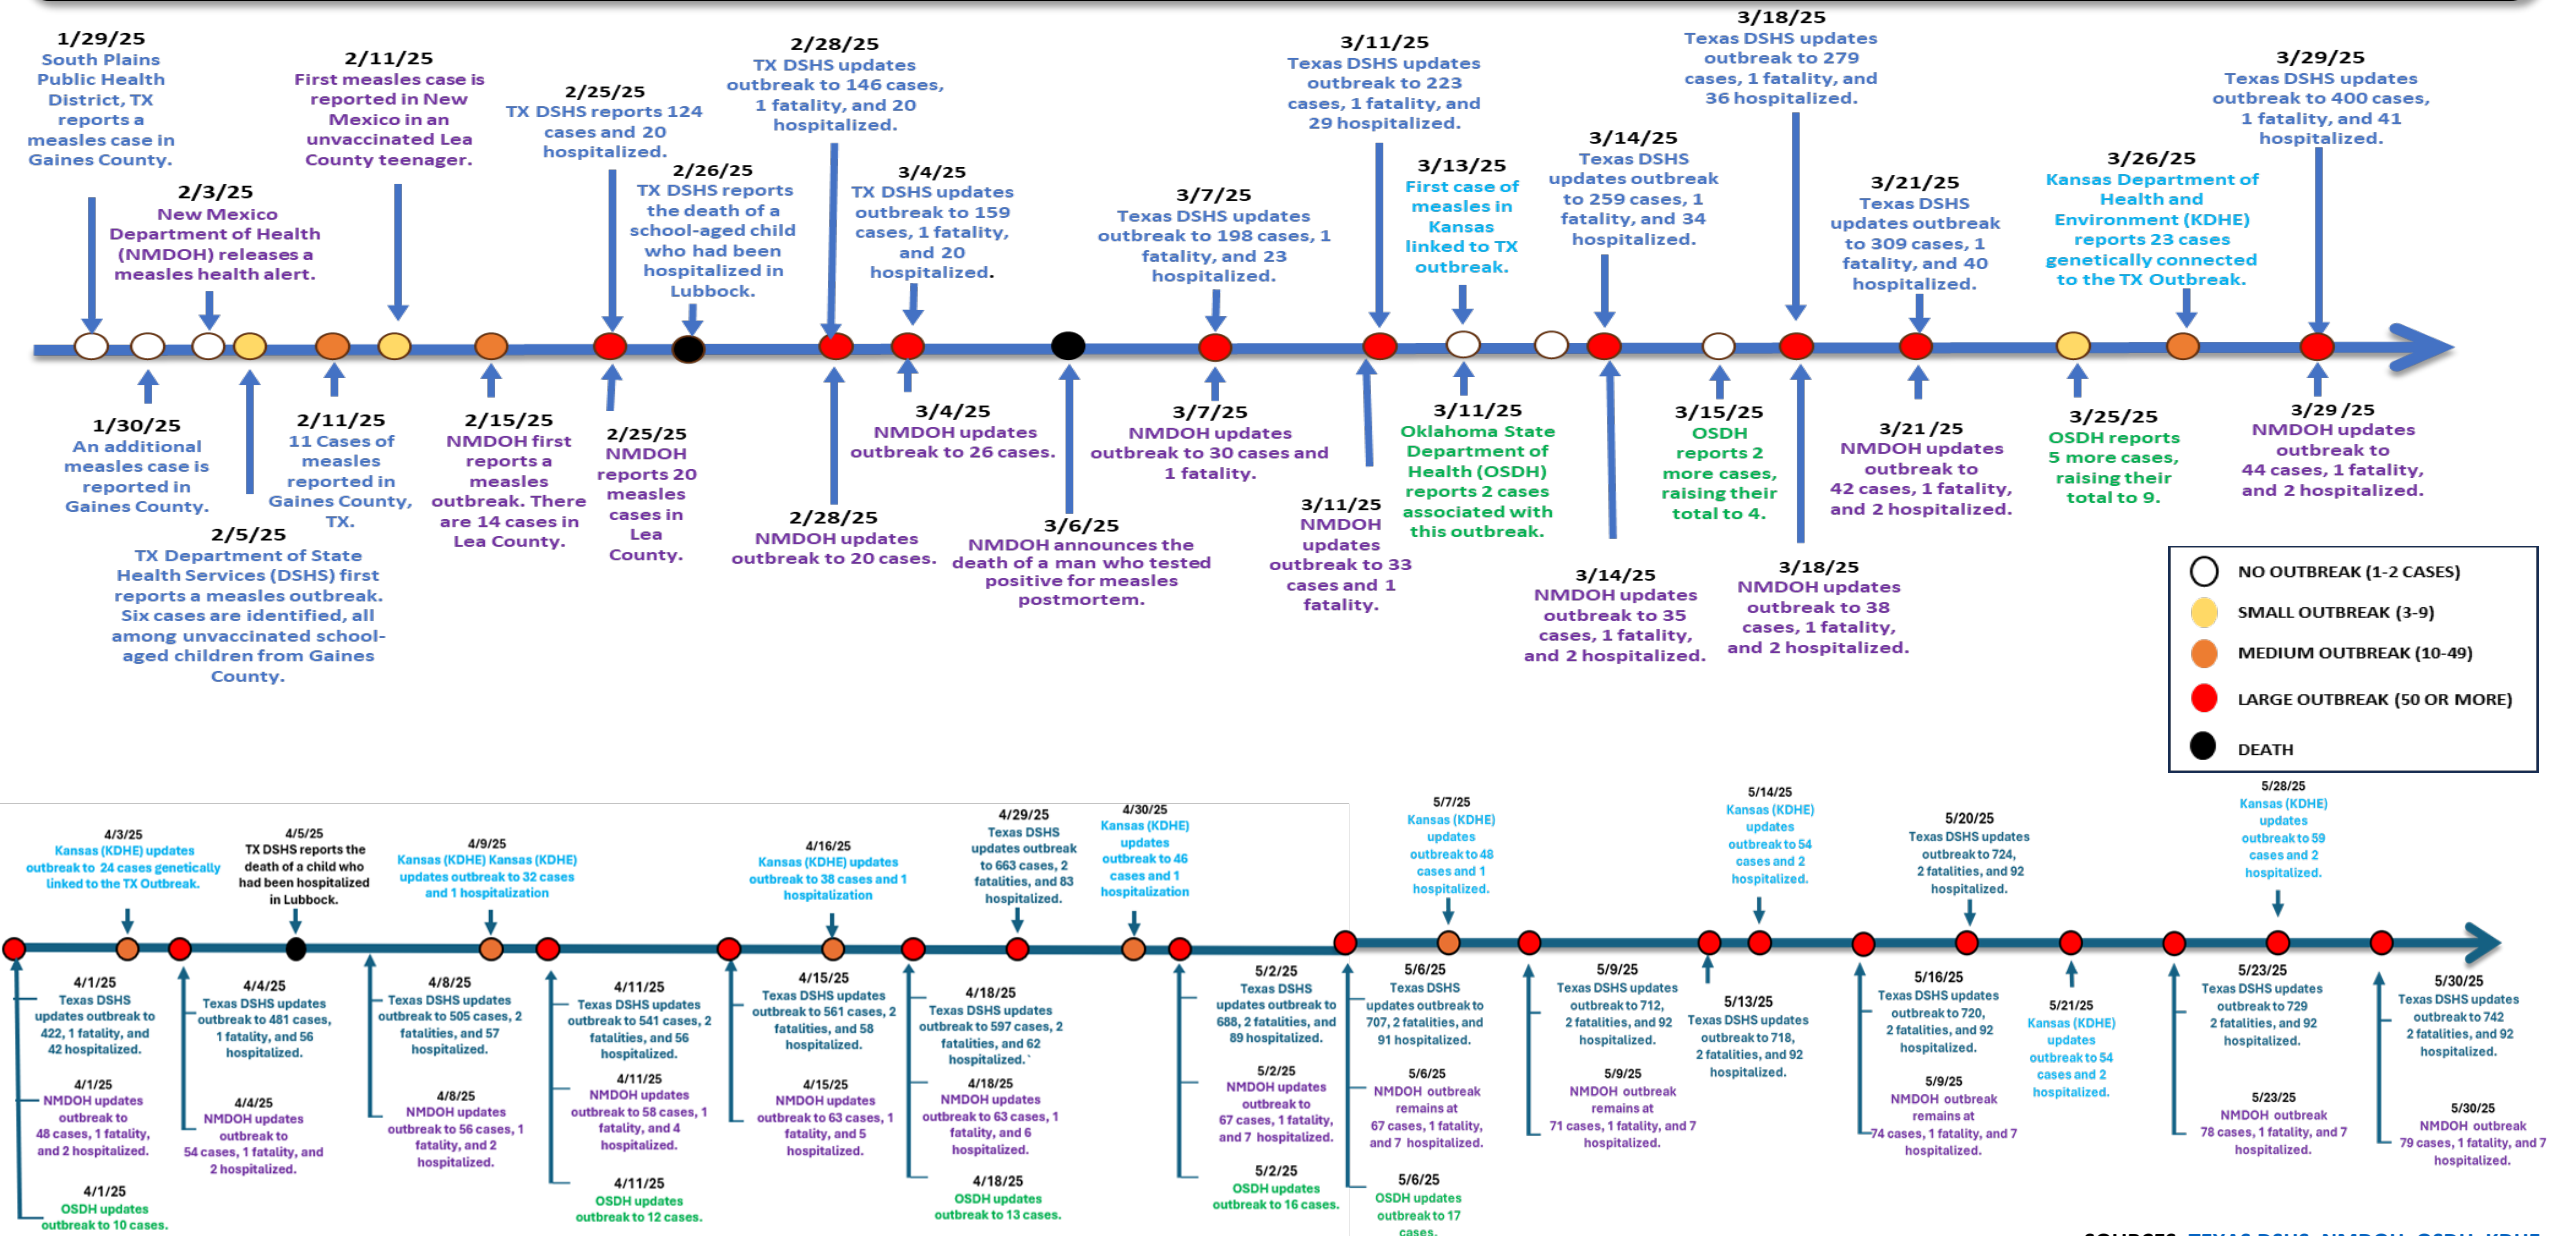 1/29/25
South Plains
Public Health
District, TX
reports a
measles case in
Gaines County.
2/3/25
New Mexico
Department of Health
(NMDOH) releases a
measles health alert.
2/11/25
First measles case is
reported in New
Mexico in an
unvaccinated Lea
County teenager.
2/25/25
TX DSHS reports 124
cases and 20
hospitalized.
2/26/25
TX DSHS reports
the death of a
school-aged child
who had been
hospitalized in
Lubbock.
2/28/25
TX DSHS updates
outbreak to 146 cases,
1 fatality, and 20
hospitalized.
3/4/25
TX DSHS updates
outbreak to 159
cases, 1 fatality,
and 20
hospitalized.
3/7/25
Texas DSHS updates
outbreak to 198 cases, 1
fatality, and 23
hospitalized.
3/11/25
Texas DSHS updates
outbreak to 223
cases, 1 fatality, and
29 hospitalized.
3/13/25
First case of
measles in
Kansas
linked to TX
outbreak.
3/14/25
Texas DSHS
updates outbreak
to 259 cases, 1
fatality, and 34
hospitalized.
3/18/25
Texas DSHS updates
outbreak to 279
cases, 1 fatality, and
36 hospitalized.
3/21/25
Texas DSHS
updates outbreak
to 309 cases, 1
fatality, and 40
hospitalized.
3/26/25
Kansas Department of
Health and
Environment (KDHE)
reports 23 cases
genetically connected
to the TX Outbreak.
3/29/25
Texas DSHS updates
outbreak to 400 cases,
1 fatality, and 41
hospitalized.
1/30/25
An additional
measles case is
reported in
Gaines County.
2/5/25
TX Department of State
Health Services (DSHS) first
reports a measles outbreak.
Six cases are identified, all
among unvaccinated school-
aged children from Gaines
County.
2/11/25
11 Cases of
measles
reported in
Gaines County,
TX.
2/15/25
NMDOH first
reports a
measles
outbreak. There
are 14 cases in
Lea County.
2/25/25
NMDOH
reports 20
measles
cases in
Lea
County.
2/28/25
NMDOH updates
outbreak to 20 cases.
3/4/25
NMDOH updates
outbreak to 26 cases.
3/6/25
NMDOH announces the
death of a man who tested
positive for measles
postmortem.
3/7/25
NMDOH updates
outbreak to 30 cases and
1 fatality.
3/11/25
NMDOH
updates
outbreak to 33
cases and 1
fatality.
3/11/25
Oklahoma State
Department of
Health (OSDH)
reports 2 cases
associated with
this outbreak.
3/14/25
NMDOH updates
outbreak to 35
cases, 1 fatality,
and 2 hospitalized.
3/15/25
OSDH
reports 2
more cases,
raising their
total to 4.
3/18/25
NMDOH updates
outbreak to 38
cases, 1 fatality,
and 2 hospitalized.
3/21/25
NMDOH updates
outbreak to
42 cases, 1 fatality,
and 2 hospitalized.
3/25/25
OSDH reports
5 more cases,
raising their
total to 9.
3/29/25
NMDOH updates
outbreak to
44 cases, 1 fatality,
and 2 hospitalized.
NO OUTBREAK (1-2 CASES)
SMALL OUTBREAK (3-9)
MEDIUM OUTBREAK (10-49)
LARGE OUTBREAK (50 OR MORE)
DEATH
4/3/25
Kansas (KDHE) updates
outbreak to 24 cases genetically
linked to the TX Outbreak.
4/5/25
TX DSHS reports the
death of a child who
had been hospitalized
in Lubbock.
4/9/25
Kansas (KDHE) Kansas (KDHE)
updates outbreak to 32 cases
and 1 hospitalization
4/16/25
Kansas (KDHE) updates
outbreak to 38 cases and 1
hospitalization
4/29/25
Texas DSHS
updates outbreak
to 663 cases, 2
fatalities, and 83
hospitalized.
4/30/25
Kansas (KDHE)
updates
outbreak to 46
cases and 1
hospitalization
5/7/25
Kansas (KDHE)
updates
outbreak to 48
cases and 1
hospitalized.
5/14/25
Kansas (KDHE)
updates
outbreak to 54
cases and 2
hospitalized.
5/20/25
Texas DSHS updates
outbreak to 724,
2 fatalities, and 92
hospitalized.
5/28/25
Kansas (KDHE)
updates
outbreak to 59
cases and 2
hospitalized.
4/1/25
Texas DSHS
updates outbreak to
422, 1 fatality, and
42 hospitalized.
4/1/25
NMDOH updates
outbreak to
48 cases, 1 fatality,
and 2 hospitalized.
4/1/25
OSDH updates
outbreak to 10 cases.
4/4/25
Texas DSHS updates
outbreak to 481 cases,
1 fatality, and 56
hospitalized.
4/4/25
NMDOH updates
outbreak to
54 cases, 1 fatality, and
2 hospitalized.
4/8/25
Texas DSHS updates
outbreak to 505 cases, 2
fatalities, and 57
hospitalized.
4/8/25
NMDOH updates
outbreak to 56 cases, 1
fatality, and 2
hospitalized.
4/11/25
Texas DSHS updates
outbreak to 541 cases, 2
fatalities, and 56
hospitalized.
4/11/25
NMDOH updates
outbreak to 58 cases, 1
fatality, and 4
hospitalized.
4/11/25
OSDH updates
outbreak to 12 cases.
4/15/25
Texas DSHS updates
outbreak to 561 cases, 2
fatalities, and 58
hospitalized.
4/15/25
NMDOH updates
outbreak to 63 cases, 1
fatality, and 5
hospitalized.
4/18/25
Texas DSHS updates
outbreak to 597 cases, 2
fatalities, and 62
hospitalized.`
4/18/25
NMDOH updates
outbreak to 63 cases, 1
fatality, and 6
hospitalized.
4/18/25
OSDH updates
outbreak to 13 cases.
5/2/25
Texas DSHS
updates outbreak to
688, 2 fatalities, and
89 hospitalized.
5/2/25
NMDOH updates
outbreak to
67 cases, 1 fatality,
and 7 hospitalized.
5/2/25
OSDH updates
outbreak to 16 cases.
5/6/25
Texas DSHS
updates outbreak to
707, 2 fatalities, and
91 hospitalized.
5/6/25
NMDOH outbreak
remains at
67 cases, 1 fatality,
and 7 hospitalized.
5/6/25
OSDH updates
outbreak to 17
cases.
5/9/25
Texas DSHS updates
outbreak to 712,
2 fatalities, and 92
hospitalized.
5/9/25
NMDOH outbreak
remains at
71 cases, 1 fatality, and 7
hospitalized.
5/13/25
Texas DSHS updates
outbreak to 718,
2 fatalities, and 92
hospitalized.
5/16/25
Texas DSHS updates
outbreak to 720,
2 fatalities, and 92
hospitalized.
5/9/25
NMDOH outbreak
remains at
74 cases, 1 fatality, and 7
hospitalized.
5/21/25
Kansas (KDHE)
updates
outbreak to 54
cases and 2
hospitalized.
5/23/25
Texas DSHS updates
outbreak to 729
2 fatalities, and 92
hospitalized.
5/23/25
NMDOH outbreak
78 cases, 1 fatality, and 7
hospitalized.
5/30/25
Texas DSHS updates
outbreak to 742
2 fatalities, and 92
hospitalized.
5/30/25
NMDOH outbreak
79 cases, 1 fatality, and 7
hospitalized.
SOURCES: TEXAS DSHS, NMDOH, OSDH, KDHE